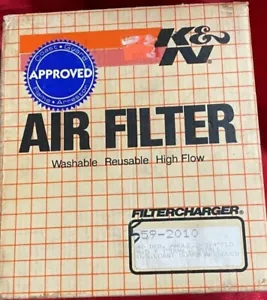 K&N
APPROVED
AIR FILTER
Washable Reusable High Flow
FILTERCHARGER®
59-2010